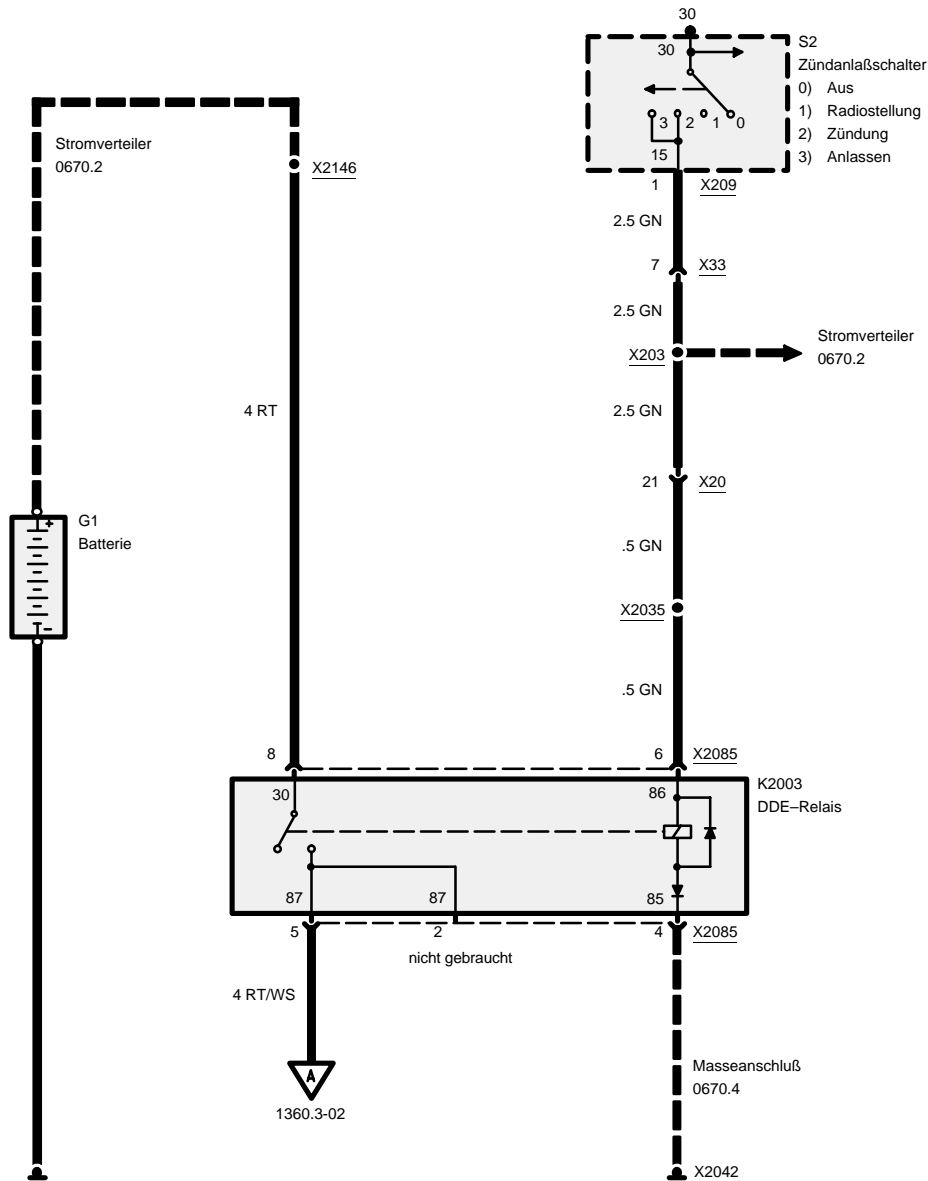 30
30
S2
Zündanlaßschalter
0) Aus
1) Radiostellung
2) Zündung
3) Anlassen
3 2 1 0
15
Stromverteiler
0670.2
X2146
1 X209
2.5 GN
7 X33
2.5 GN
X203
Stromverteiler
0670.2
4 RT
2.5 GN
21 X20
+
G1
Batterie
-
.5 GN
X2035
.5 GN
8
6 X2085
30
86
K2003
DDE–Relais
87
87
85
5
2
4 X2085
nicht gebraucht
4 RT/WS
A
1360.3-02
Masseanschluß
0670.4
X2042